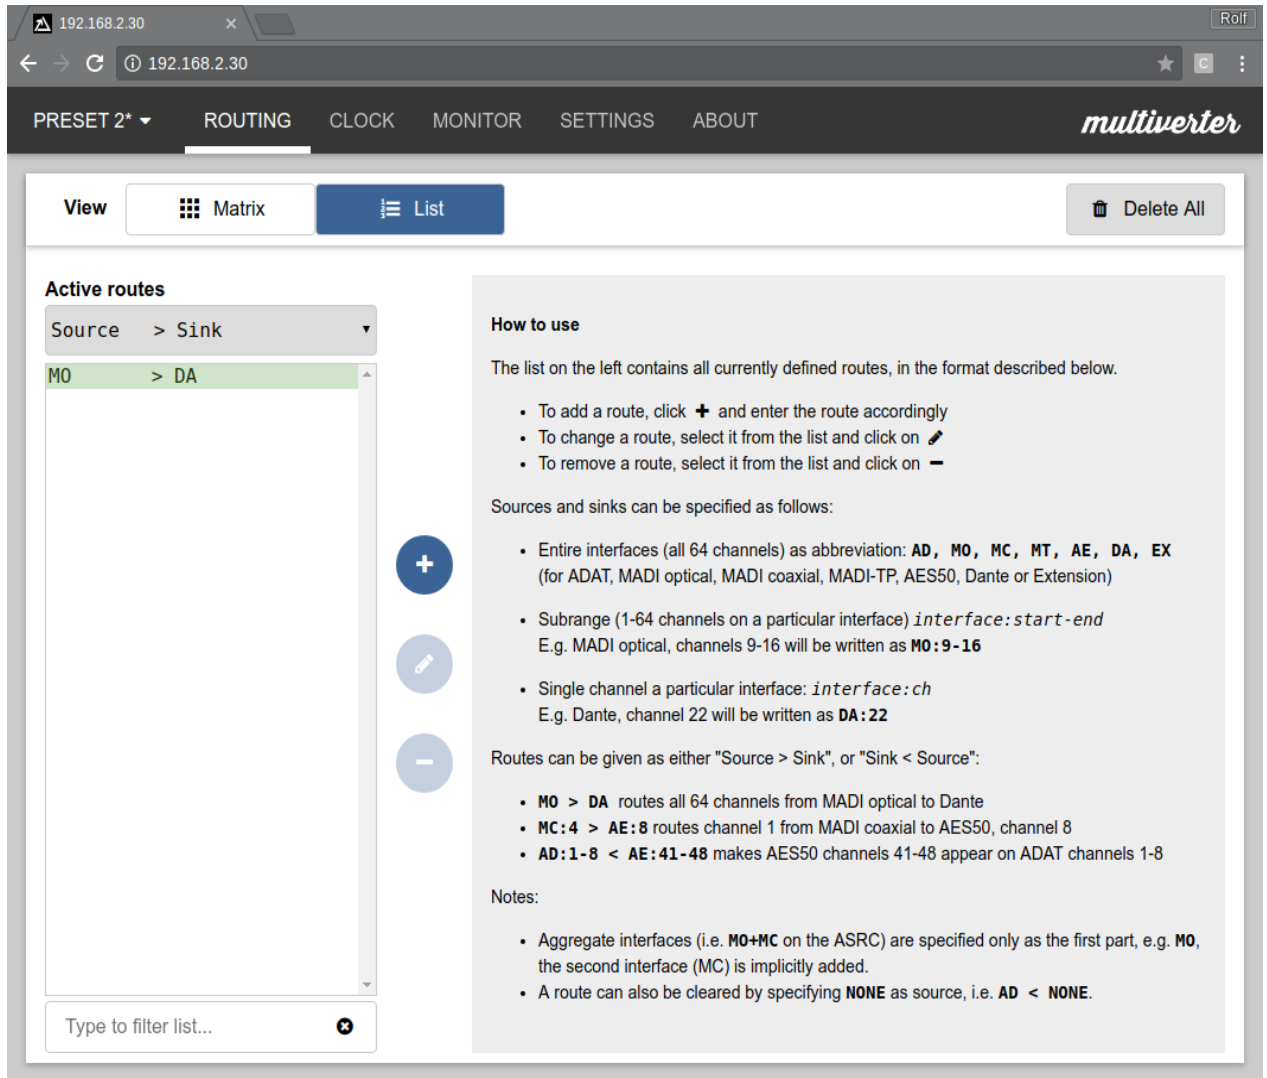 192.168.2.30
Rolf
192.168.2.30
C
PRESET 2* ROUTING CLOCK MONITOR SETTINGS ABOUT multiverter
View Matrix List Delete All
Active routes
Source > Sink
MO > DA
Type to filter list...
How to use
The list on the left contains all currently defined routes, in the format described below.
• To add a route, click + and enter the route accordingly
• To change a route, select it from the list and click on
• To remove a route, select it from the list and click on −
Sources and sinks can be specified as follows:
• Entire interfaces (all 64 channels) as abbreviation: AD, MO, MC, MT, AE, DA, EX
(for ADAT, MADI optical, MADI coaxial, MADI-TP, AES50, Dante or Extension)
• Subrange (1-64 channels on a particular interface) interface:start-end
E.g. MADI optical, channels 9-16 will be written as MO:9-16
• Single channel a particular interface: interface:ch
E.g. Dante, channel 22 will be written as DA:22
Routes can be given as either "Source > Sink", or "Sink < Source":
• MO > DA routes all 64 channels from MADI optical to Dante
• MC:4 > AE:8 routes channel 1 from MADI coaxial to AES50, channel 8
• AD:1-8 < AE:41-48 makes AES50 channels 41-48 appear on ADAT channels 1-8
Notes:
• Aggregate interfaces (i.e. MO+MC on the ASRC) are specified only as the first part, e.g. MO,
the second interface (MC) is implicitly added.
• A route can also be cleared by specifying NONE as source, i.e. AD < NONE.